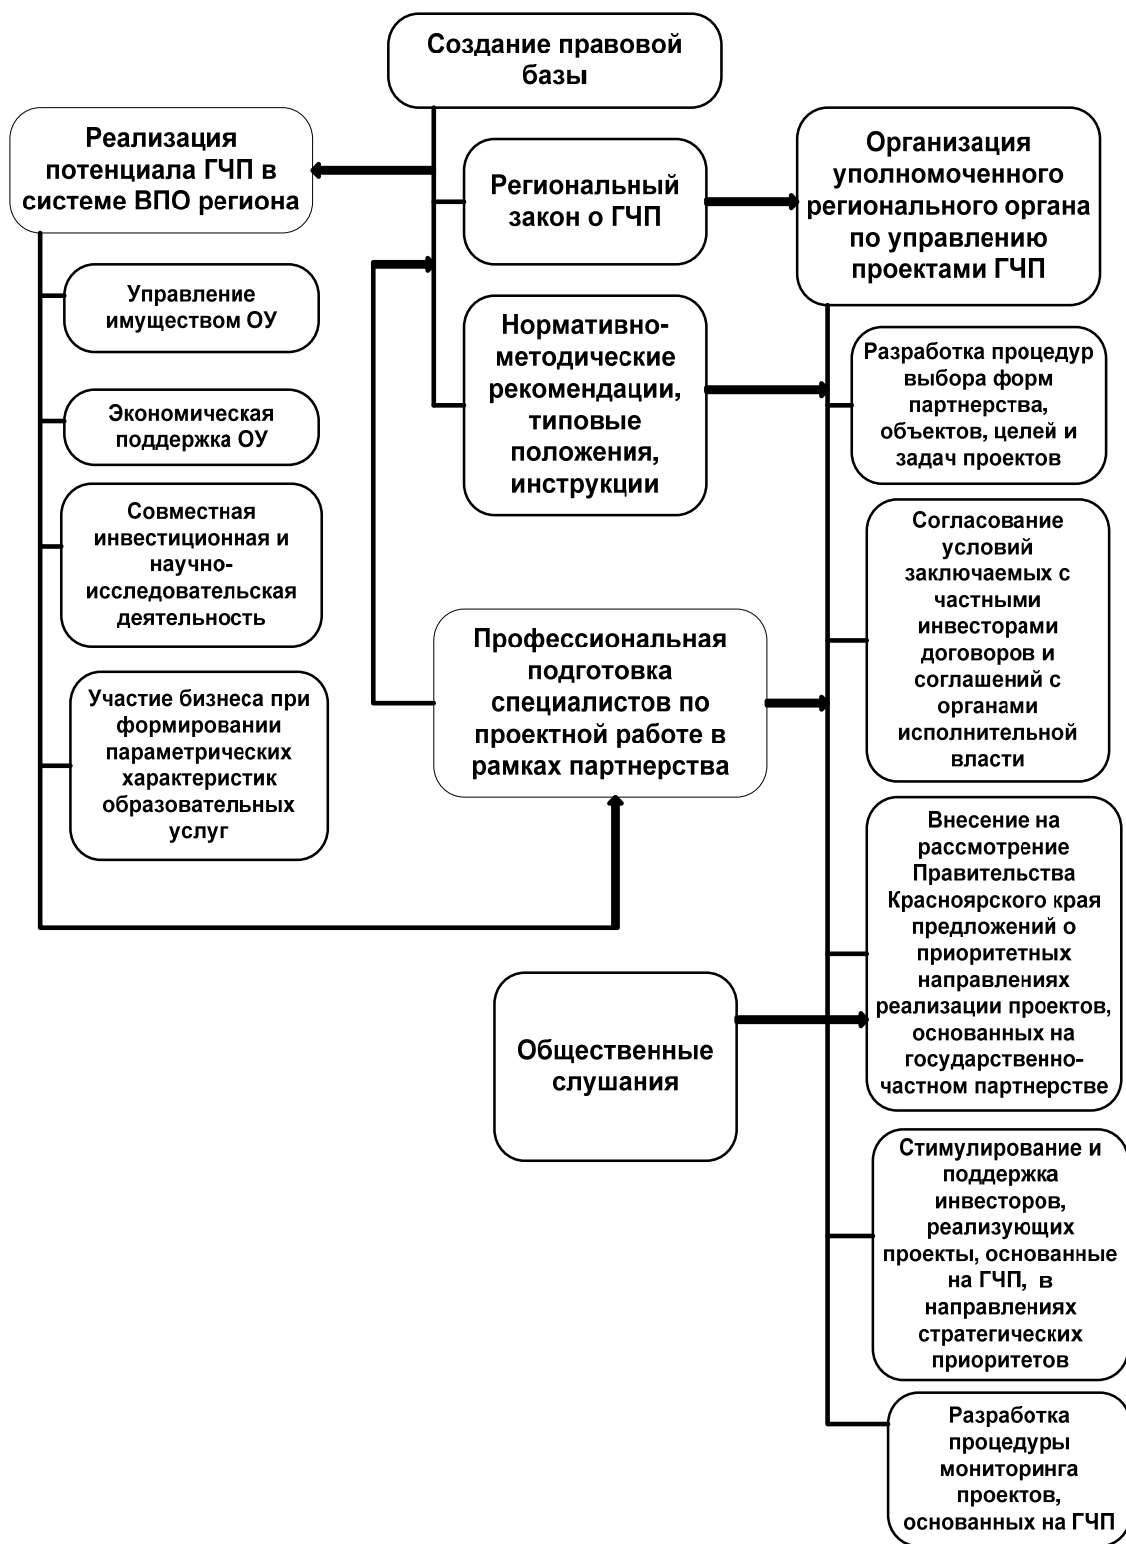 Создание правовой
базы
Реализация
потенциала ГЧП в
системе ВПО региона
Управление
имуществом ОУ
Экономическая
поддержка ОУ
Совместная
инвестиционная и
научно-
исследовательская
деятельность
Участие бизнеса при
формировании
параметрических
характеристик
образовательных
услуг
Региональный
закон о ГЧП
Нормативно-
методические
рекомендации,
типовые
положения,
инструкции
Профессиональная
подготовка
специалистов по
проектной работе в
рамках партнерства
Общественные
слушания
Организация
уполномоченного
регионального органа
по управлению
проектами ГЧП
Разработка процедур
выбора форм
партнерства,
объектов, целей и
задач проектов
Согласование
условий
заключаемых с
частными
инвесторами
договоров и
соглашений с
органами
исполнительной
власти
Внесение на
рассмотрение
Правительства
Красноярского края
предложений о
приоритетных
направлениях
реализации проектов,
основанных на
государственно-
частном партнерстве
Стимулирование и
поддержка
инвесторов,
реализующих
проекты, основанные
на ГЧП, в
направлениях
стратегических
приоритетов
Разработка
процедуры
мониторинга
проектов,
основанных на ГЧП